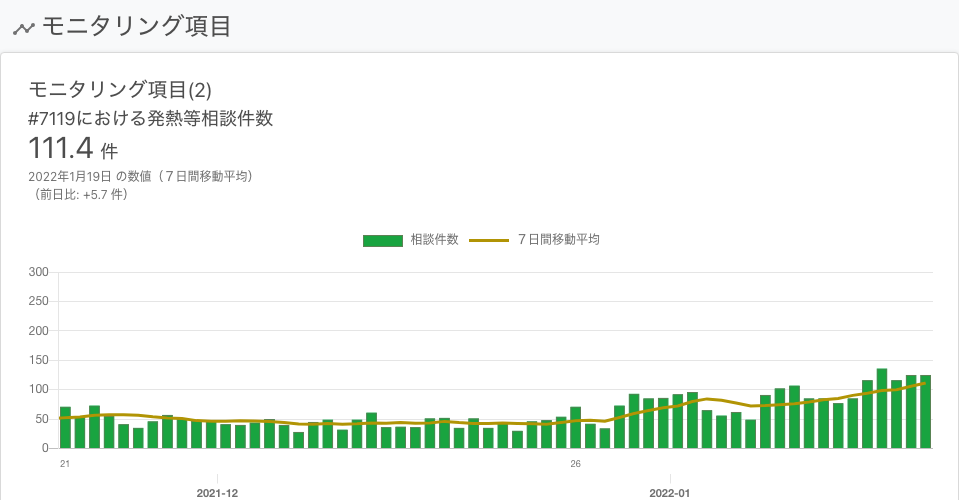 モニタリング項目
モニタリング項目(2)
#7119における発熱等相談件数
111.4 件
2022年1月19日 の数値（７日間移動平均）
（前日比: +5.7 件）
相談件数 ７日間移動平均
300
250
200
150
100
50
0
21 26
2021-12 2022-01